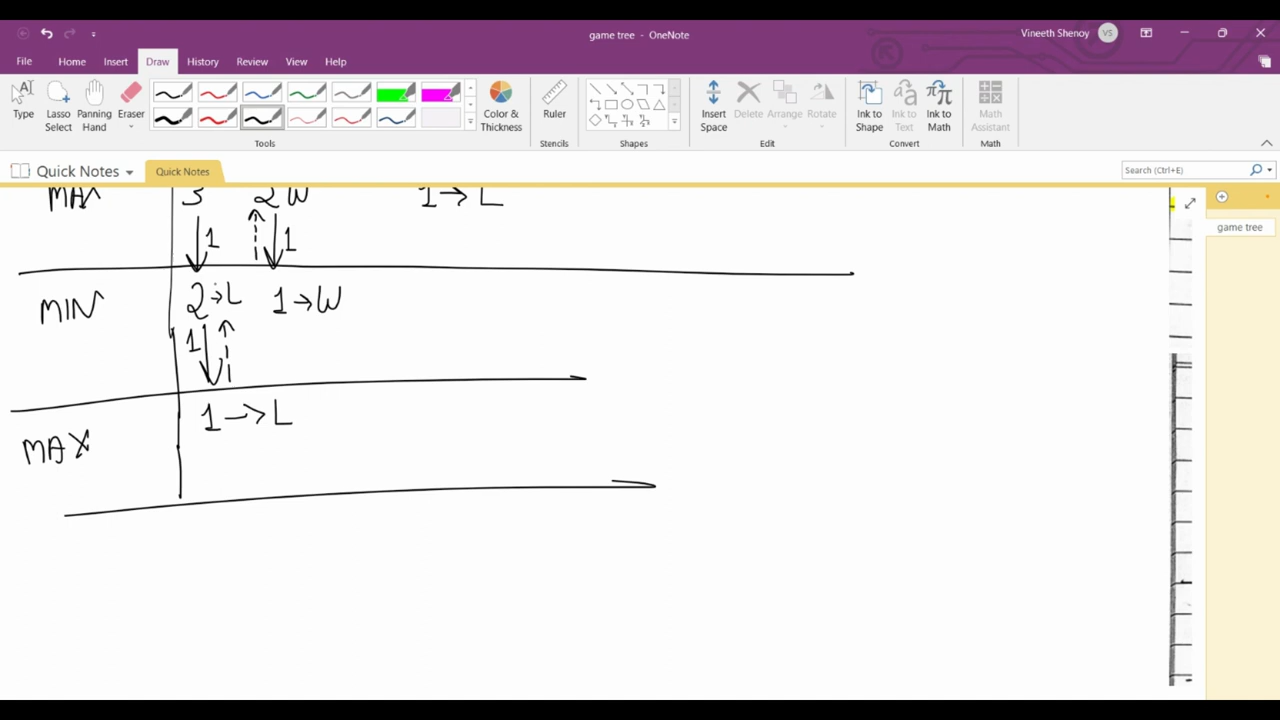 game tree - OneNote
Vineeth Shenoy VS
File Home Insert Draw History Review View Help
Type Lasso Select Panning Hand Eraser Color & Thickness Ruler Insert Space Delete Arrange Rotate Ink to Shape Ink to Text Ink to Math Math Assistant
Tools Stencils Shapes Edit Convert Math
Quick Notes Quick Notes Search (Ctrl+E)
game tree
MAX 3 2 W 1 → L
1 1
MIN 2 → L 1 → W
1
1 → L
MAX